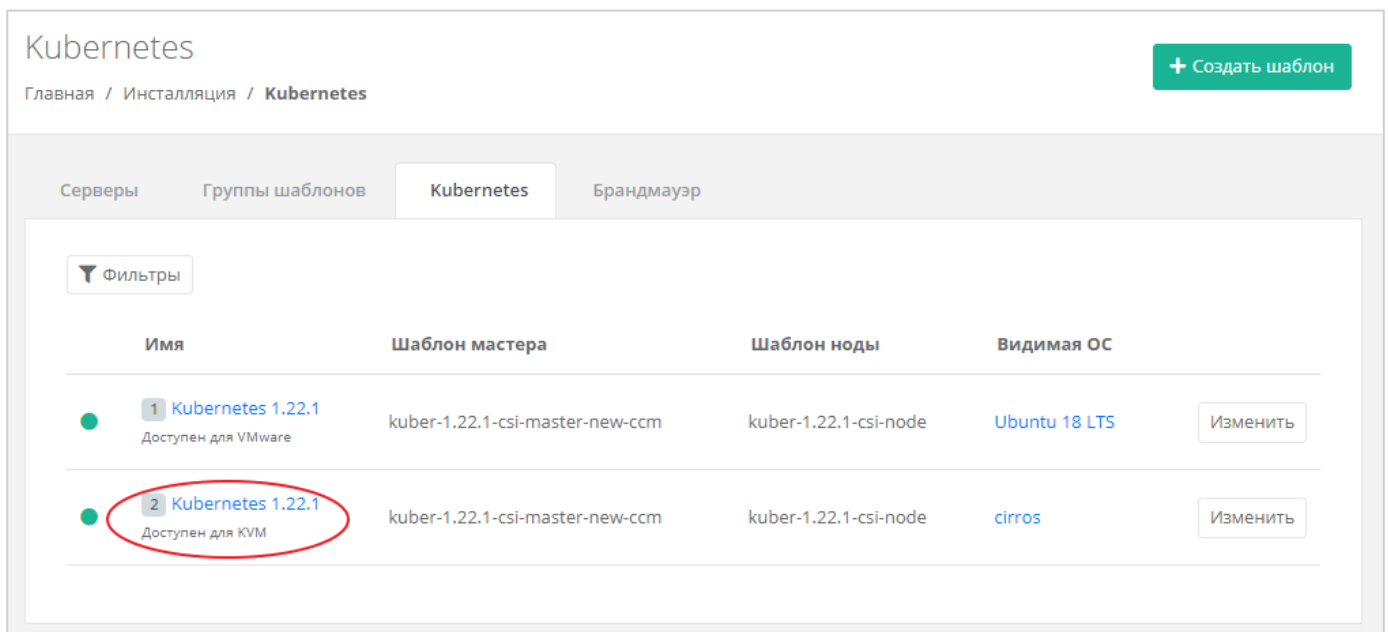 Kubernetes
+ Создать шаблон
Главная / Инсталляция / Kubernetes
Серверы Группы шаблонов Kubernetes Брандмауэр
Фильтры
Имя Шаблон мастера Шаблон ноды Видимая ОС
1 Kubernetes 1.22.1
Доступен для VMware
kuber-1.22.1-csi-master-new-ccm kuber-1.22.1-csi-node Ubuntu 18 LTS Изменить
2 Kubernetes 1.22.1
Доступен для KVM
kuber-1.22.1-csi-master-new-ccm kuber-1.22.1-csi-node cirros Изменить